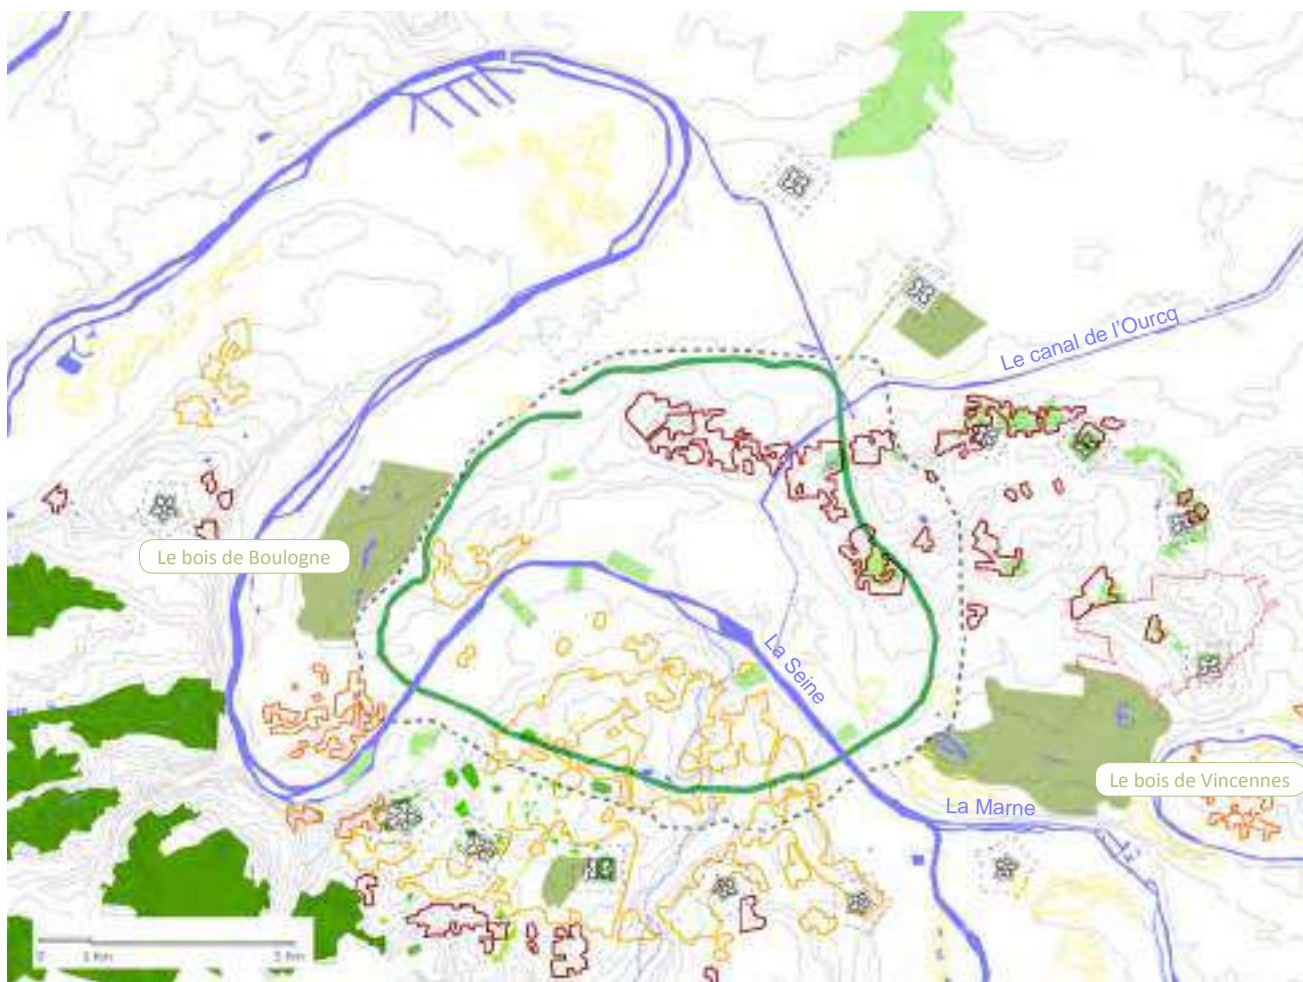 Le canal de l'Ourcq
Le bois de Boulogne
La Seine
Le bois de Vincennes
La Marne